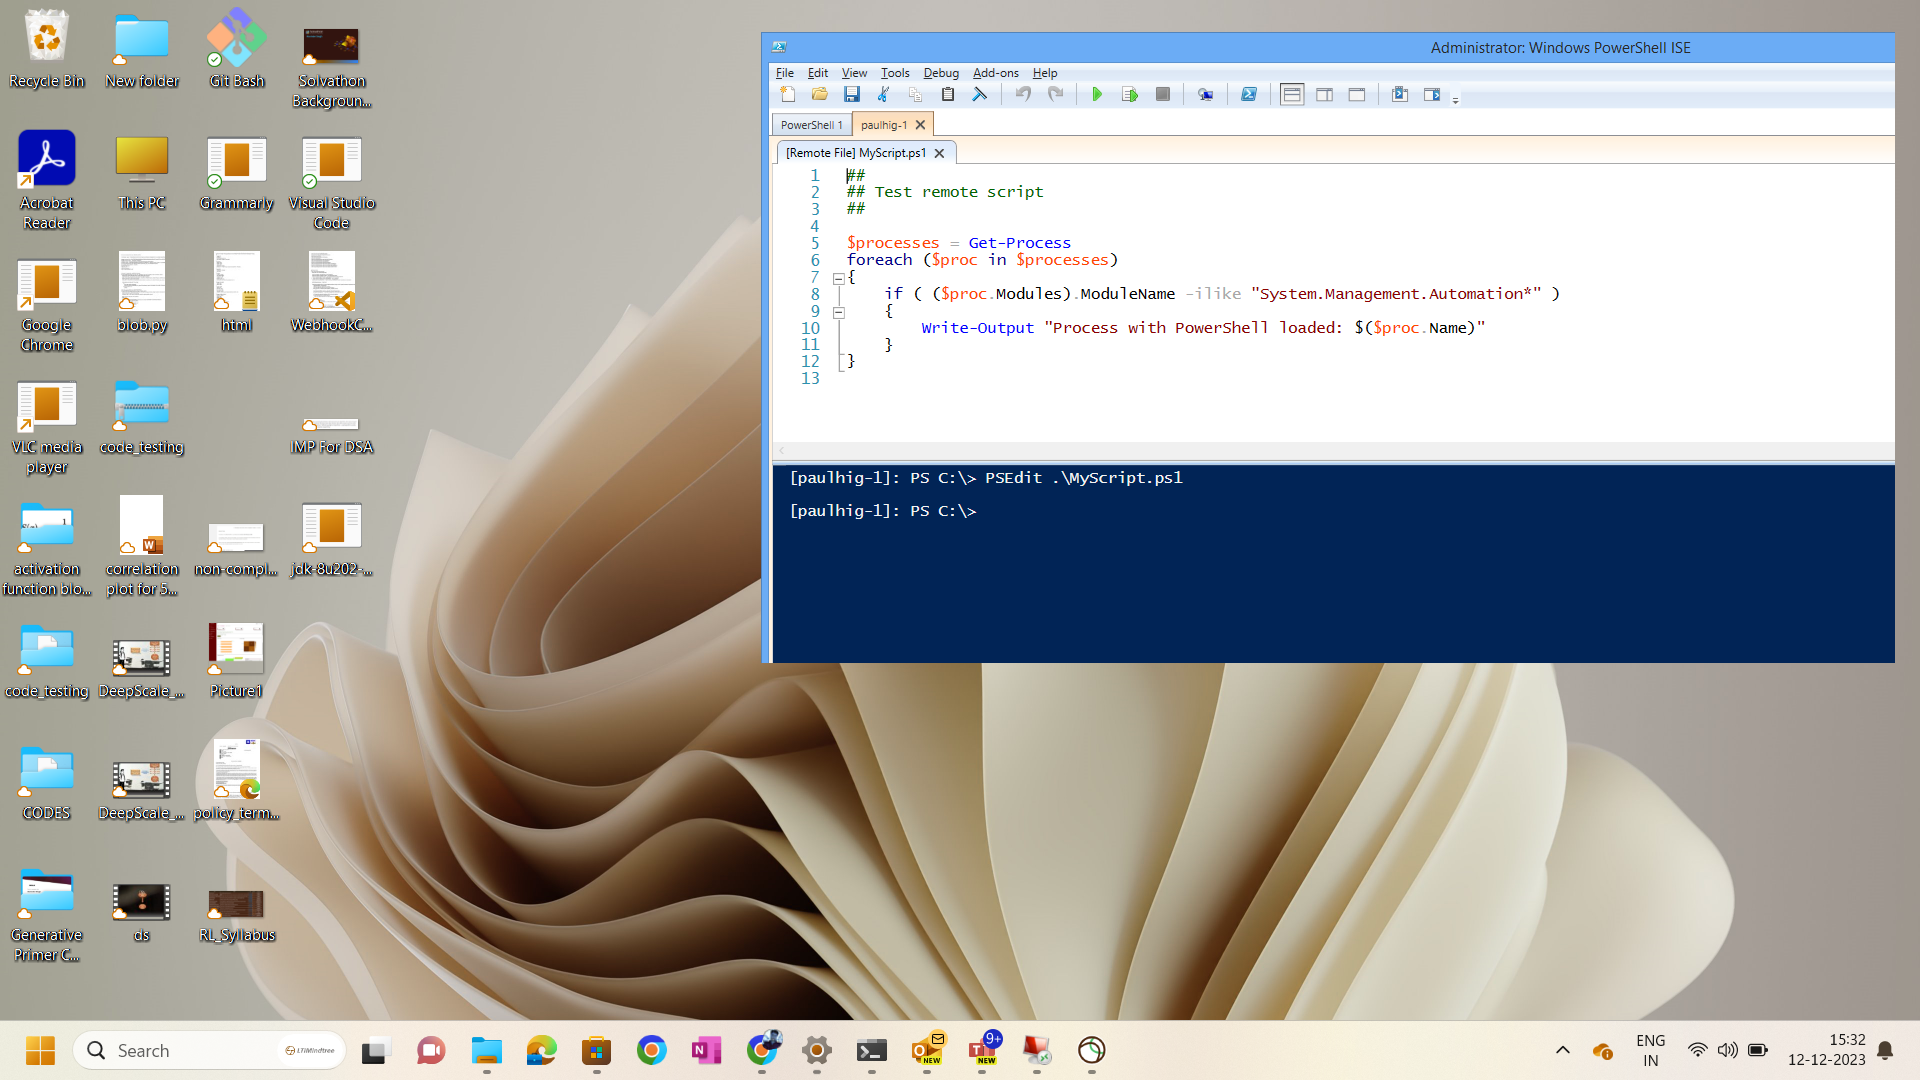 Recycle Bin
New folder
Git Bash
Solvathon
Backgroun...
Acrobat
Reader
This PC
Grammarly
Visual Studio
Code
Google
Chrome
blob.py
html
WebhookC...
VLC media
player
code_testing
IMP For DSA
activation
function blo...
correlation
plot for 5...
non-compl...
jdk-8u202-...
code_testing
DeepScale_...
Picture1
CODES
DeepScale_...
policy_term...
Generative
Primer C...
ds
RL_Syllabus
Administrator: Windows PowerShell ISE
File Edit View Tools Debug Add-ons Help
PowerShell 1
paulhig-1
[Remote File] MyScript.ps1
1 ##
2 ## Test remote script
3 ##
4
5 $processes = Get-Process
6 foreach ($proc in $processes)
7 {
8 if ( ($proc.Modules).ModuleName -ilike "System.Management.Automation*" )
9 {
10 Write-Output "Process with PowerShell loaded: $($proc.Name)"
11 }
12 }
13
[paulhig-1]: PS C:\> PSEdit .\MyScript.ps1
[paulhig-1]: PS C:\>
Search
LTIMindtree
NEW
9+
NEW
ENG
IN
15:32
12-12-2023